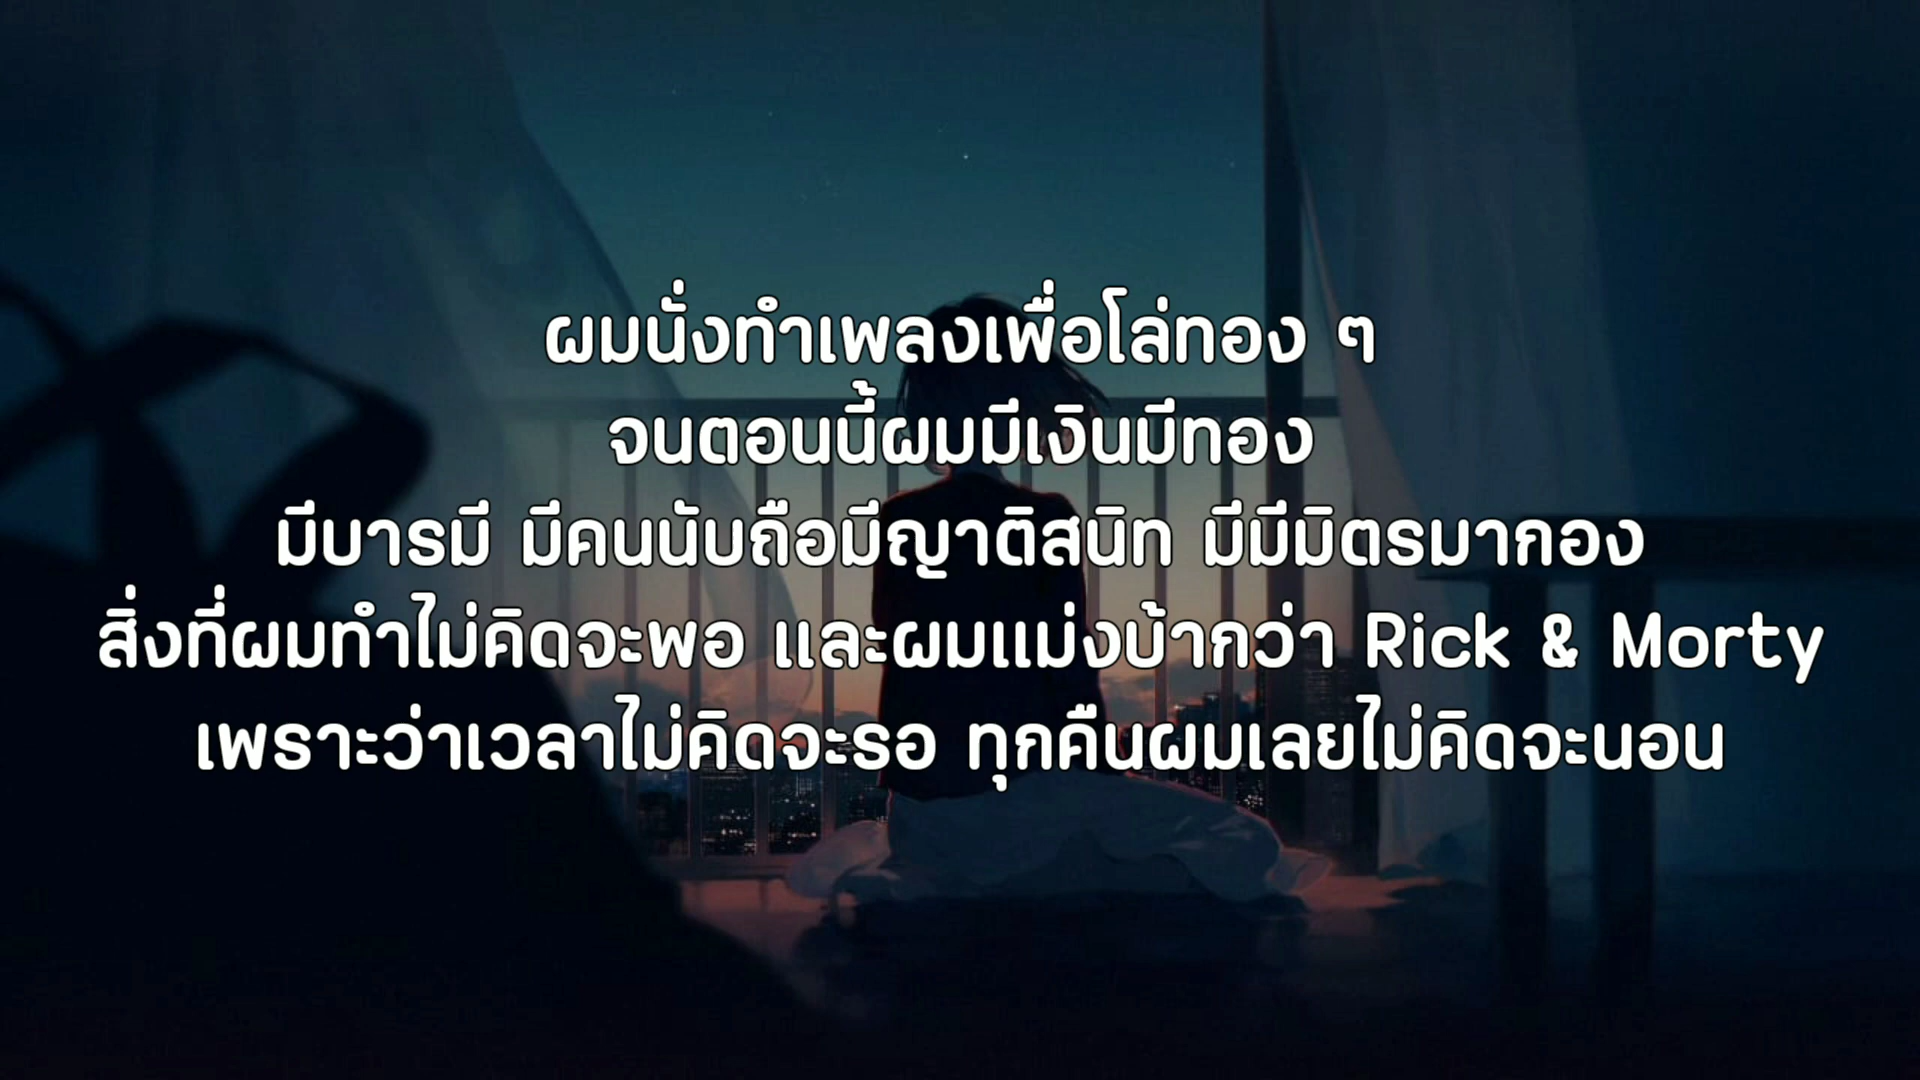 ผมนั่งทำเพลงเพื่อโล่ทอง ๆ
จนตอนนี้ผมมีเงินมีทอง
มีบารมี มีคนนับถือมีญาติสนิท มีมีมิตรมากอง
สิ่งที่ผมทำไม่คิดจะพอ และผมแม่งบ้ากว่า Rick & Morty
เพราะว่าเวลาไม่คิดจะรอ ทุกคืนผมเลยไม่คิดจะนอน